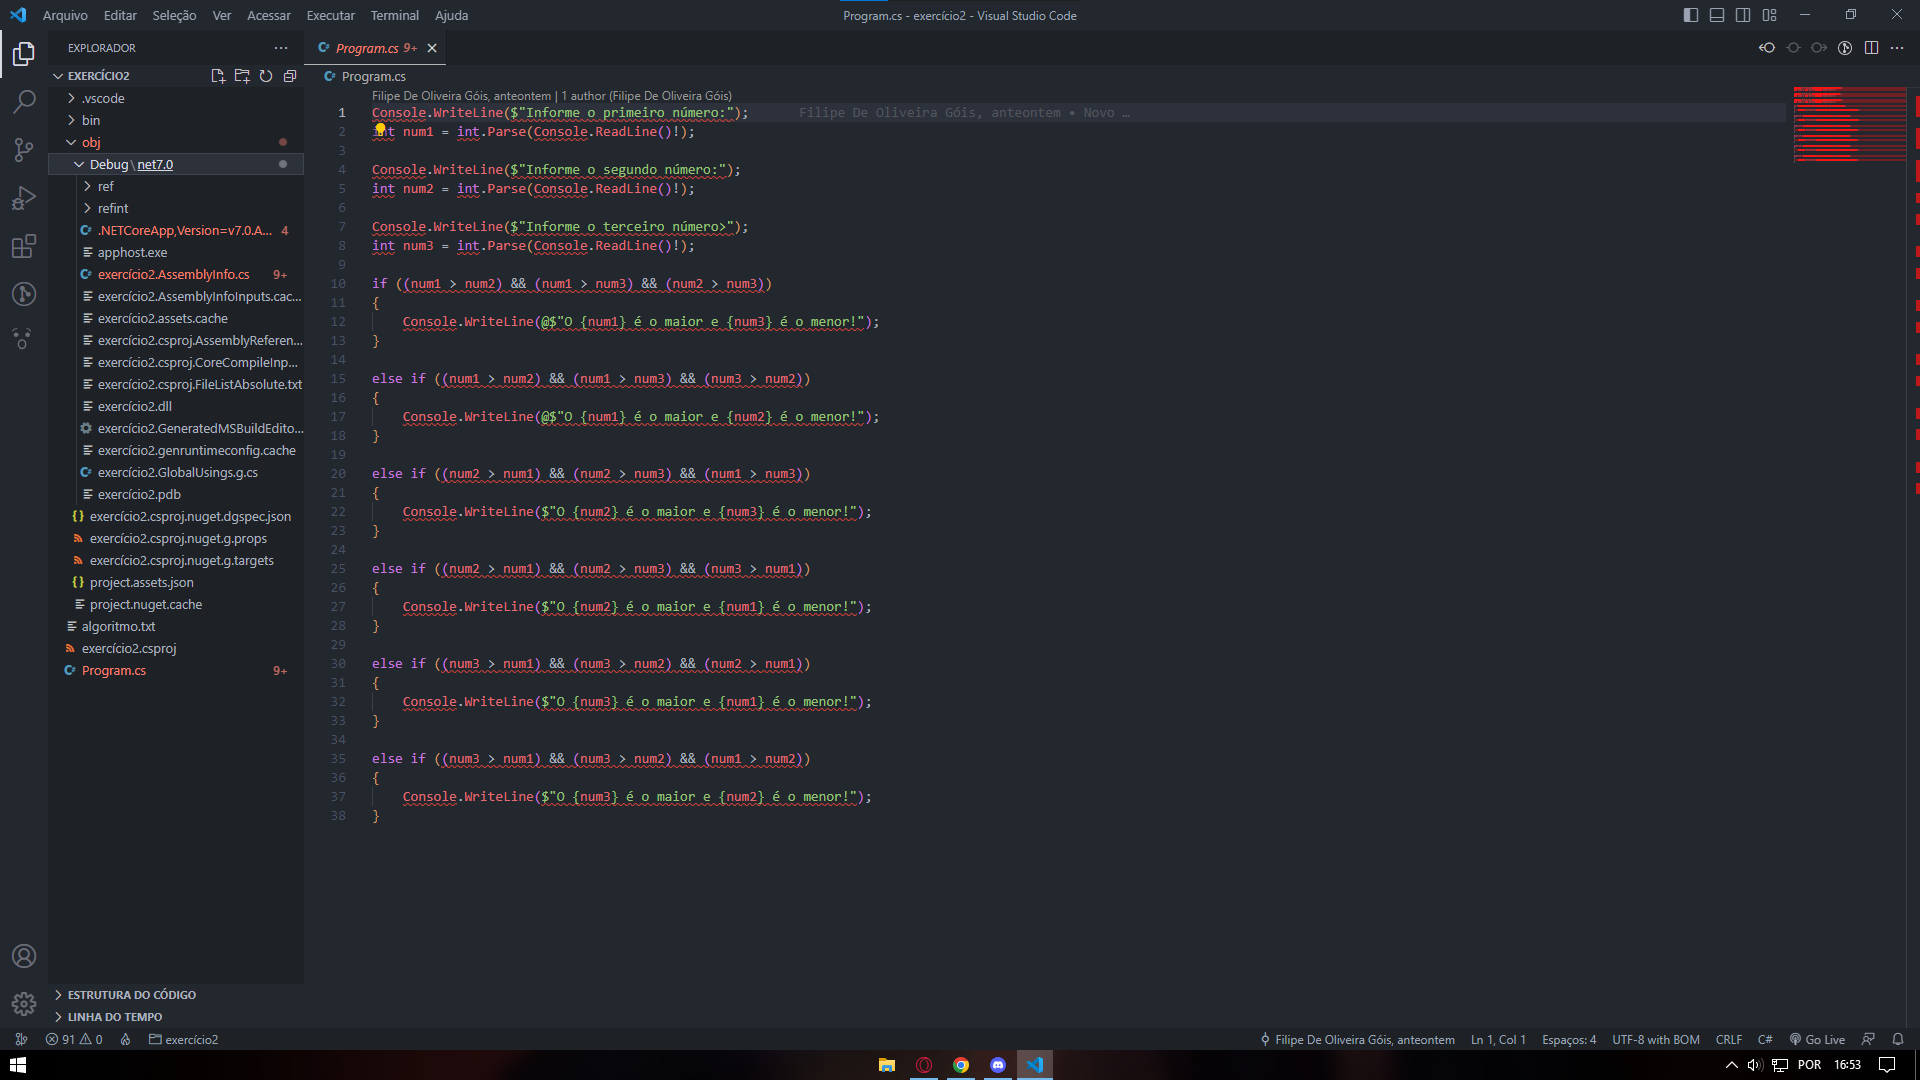 Arquivo Editar Seleção Ver Acessar Executar Terminal Ajuda
Program.cs - exercício2 - Visual Studio Code
EXPLORADOR
EXERCÍCIO2
.vscode
bin
obj
Debug\net7.0
ref
refint
.NETCoreApp,Version=v7.0.A... 4
apphost.exe
exercício2.AssemblyInfo.cs 9+
exercício2.AssemblyInfoInputs.cac...
exercício2.assets.cache
exercício2.csproj.AssemblyReferen...
exercício2.csproj.CoreCompileInp...
exercício2.csproj.FileListAbsolute.txt
exercício2.dll
exercício2.GeneratedMSBuildEdito...
exercício2.genruntimeconfig.cache
exercício2.GlobalUsings.g.cs
exercício2.pdb
exercício2.csproj.nuget.dgspec.json
exercício2.csproj.nuget.g.props
exercício2.csproj.nuget.g.targets
project.assets.json
project.nuget.cache
algoritmo.txt
exercício2.csproj
Program.cs 9+
ESTRUTURA DO CÓDIGO
LINHA DO TEMPO
Program.cs 9+
Program.cs
Filipe De Oliveira Góis, anteontem | 1 author (Filipe De Oliveira Góis)
1 Console.WriteLine($"Informe o primeiro número:"); Filipe De Oliveira Góis, anteontem • Novo …
2 int num1 = int.Parse(Console.ReadLine()!);
3
4 Console.WriteLine($"Informe o segundo número:");
5 int num2 = int.Parse(Console.ReadLine()!);
6
7 Console.WriteLine($"Informe o terceiro número>");
8 int num3 = int.Parse(Console.ReadLine()!);
9
10 if ((num1 > num2) && (num1 > num3) && (num2 > num3))
11 {
12 Console.WriteLine(@$"O {num1} é o maior e {num3} é o menor!");
13 }
14
15 else if ((num1 > num2) && (num1 > num3) && (num3 > num2))
16 {
17 Console.WriteLine(@$"O {num1} é o maior e {num2} é o menor!");
18 }
19
20 else if ((num2 > num1) && (num2 > num3) && (num1 > num3))
21 {
22 Console.WriteLine($"O {num2} é o maior e {num3} é o menor!");
23 }
24
25 else if ((num2 > num1) && (num2 > num3) && (num3 > num1))
26 {
27 Console.WriteLine($"O {num2} é o maior e {num1} é o menor!");
28 }
29
30 else if ((num3 > num1) && (num3 > num2) && (num2 > num1))
31 {
32 Console.WriteLine($"O {num3} é o maior e {num1} é o menor!");
33 }
34
35 else if ((num3 > num1) && (num3 > num2) && (num1 > num2))
36 {
37 Console.WriteLine($"O {num3} é o maior e {num2} é o menor!");
38 }
91 0 exercício2
Filipe De Oliveira Góis, anteontem Ln 1, Col 1 Espaços: 4 UTF-8 with BOM CRLF C# Go Live
POR 16:53